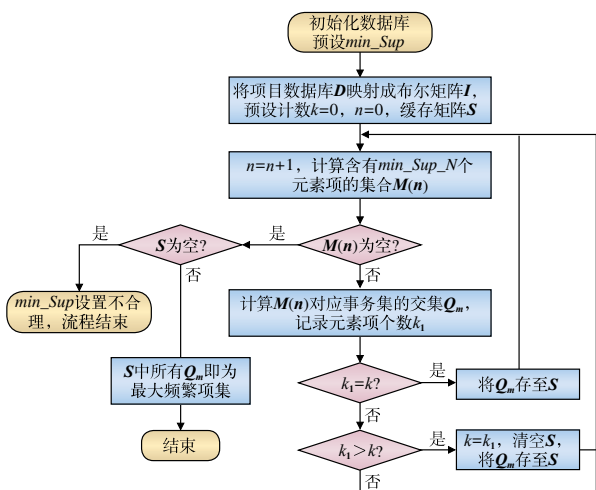 初始化数据库
预设min_Sup
将项目数据库D映射成布尔矩阵I，
预设计数k=0，n=0，缓存矩阵S
n=n+1，计算含有min_Sup_N个
元素项的集合M(n)
是
S为空?
是
M(n)为空?
否
否
min_Sup设置不合
理，流程结束
计算M(n)对应事务集的交集Qm，
记录元素项个数k1
S中所有Qm即为
最大频繁项集
k1=k?
是
将Qm存至S
否
结束
k1>k?
是
k=k1，清空S，
将Qm存至S
否